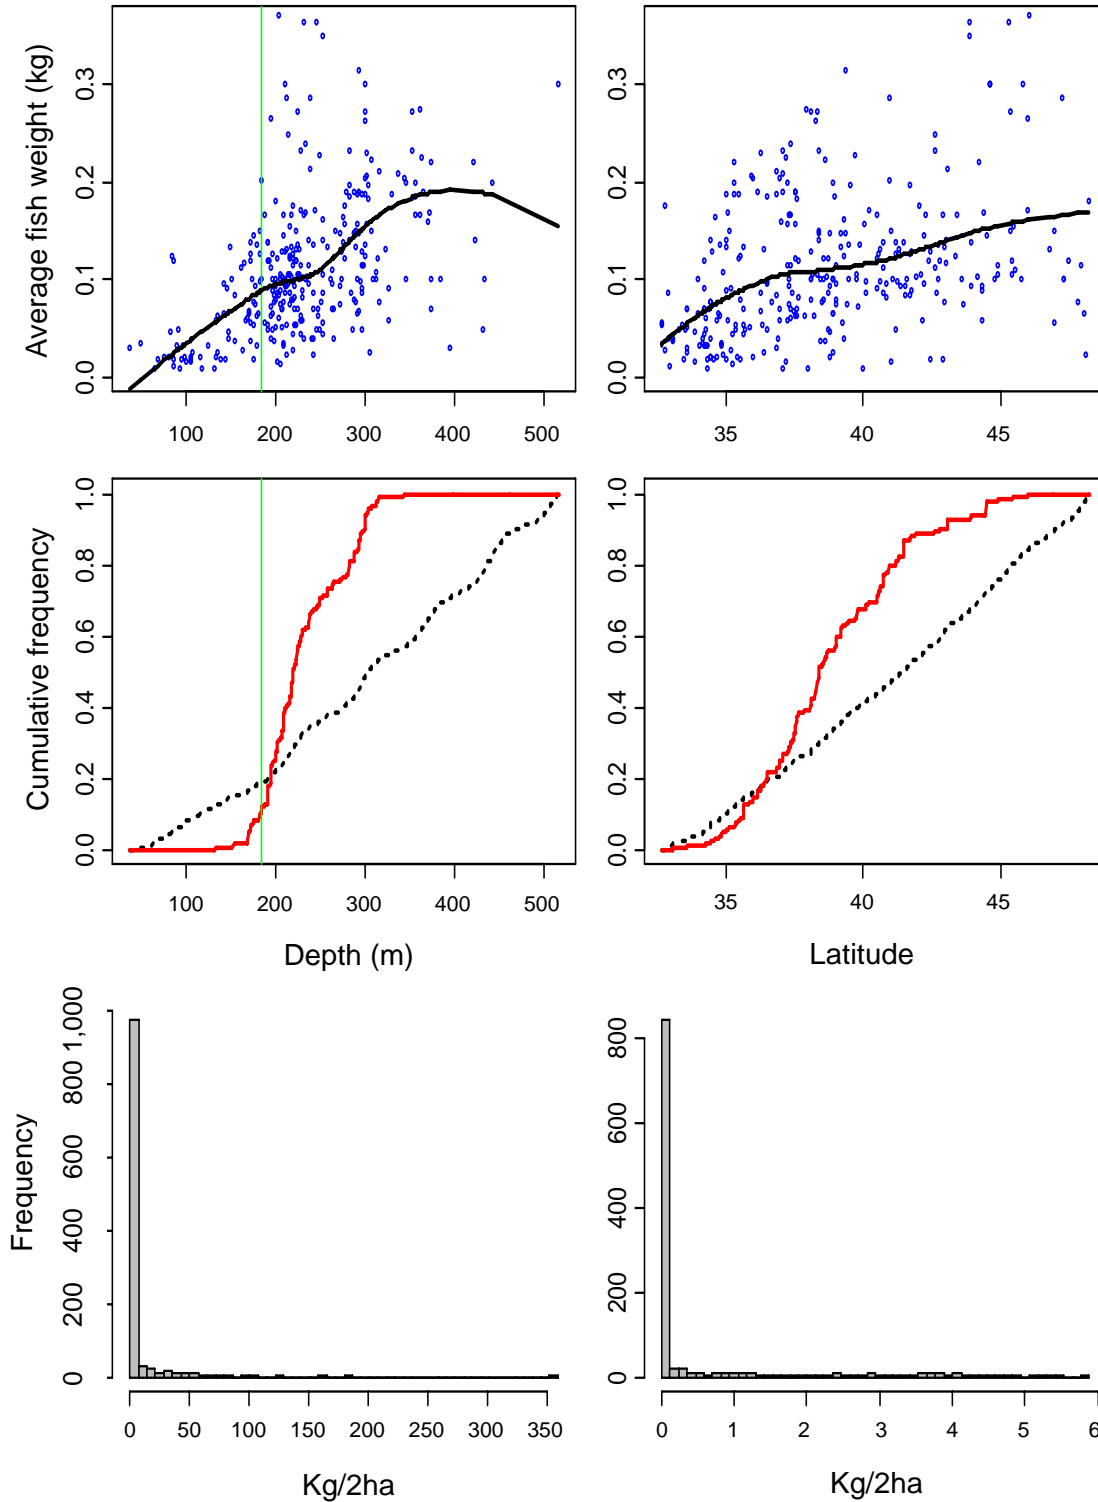 Average fish weight (kg)
0.0 0.1 0.2 0.3
100 200 300 400 500
0.0 0.1 0.2 0.3
35 40 45
Cumulative frequency
0.0 0.2 0.4 0.6 0.8 1.0
100 200 300 400 500
Depth (m)
0.0 0.2 0.4 0.6 0.8 1.0
35 40 45
Latitude
Frequency
0 200 400 600 800 1,000
0 50 100 150 200 250 300 350
Kg/2ha
0 200 400 600 800
0 1 2 3 4 5 6
Kg/2ha